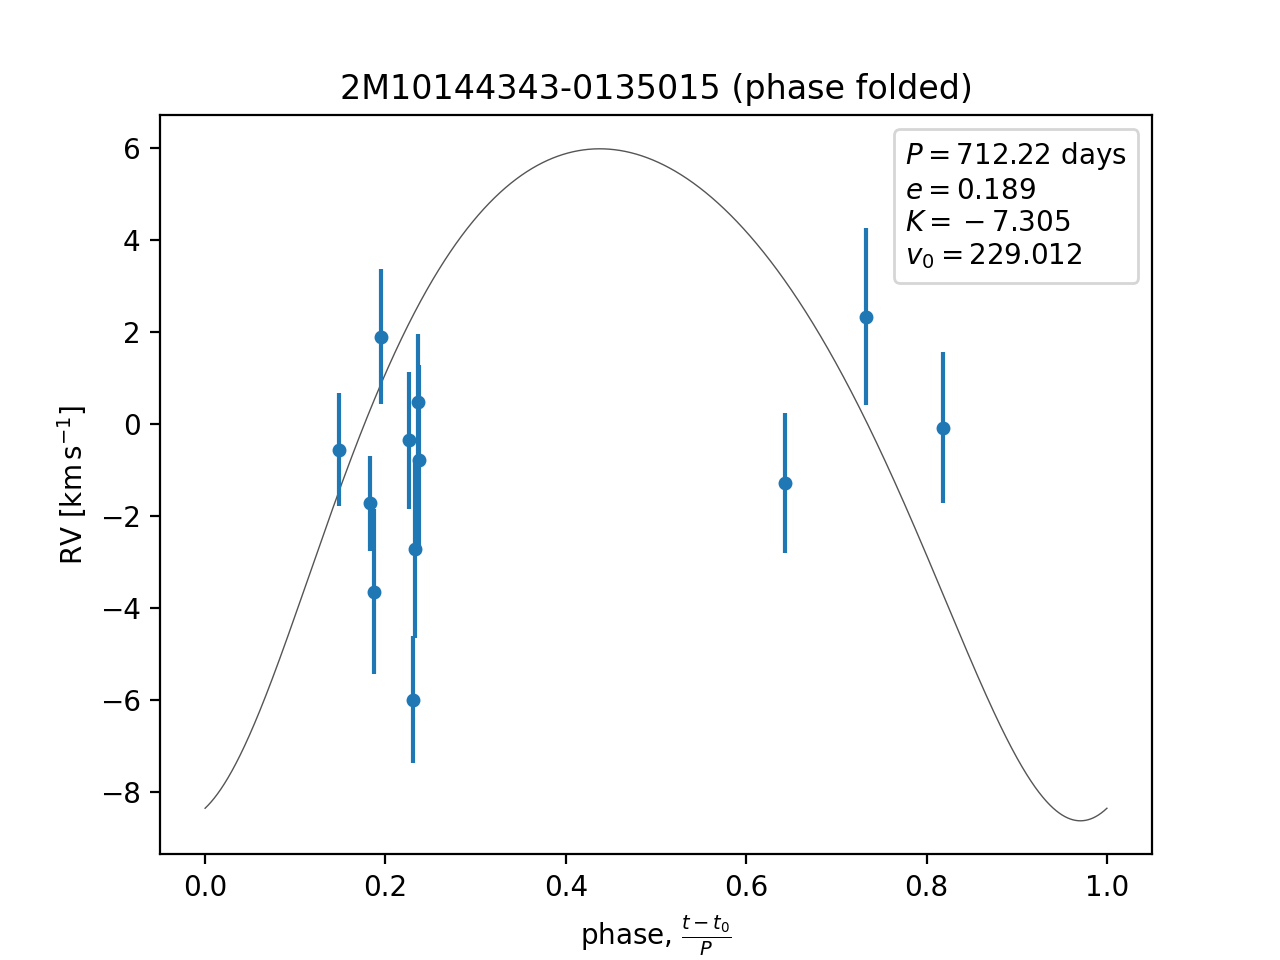 2M10144343-0135015 (phase folded)
P = 712.22 days
e = 0.189
K = −7.305
v₀ = 229.012
6
4
2
0
−2
−4
−6
−8
RV [km s⁻¹]
0.0 0.2 0.4 0.6 0.8 1.0
phase, (t − t₀)/P